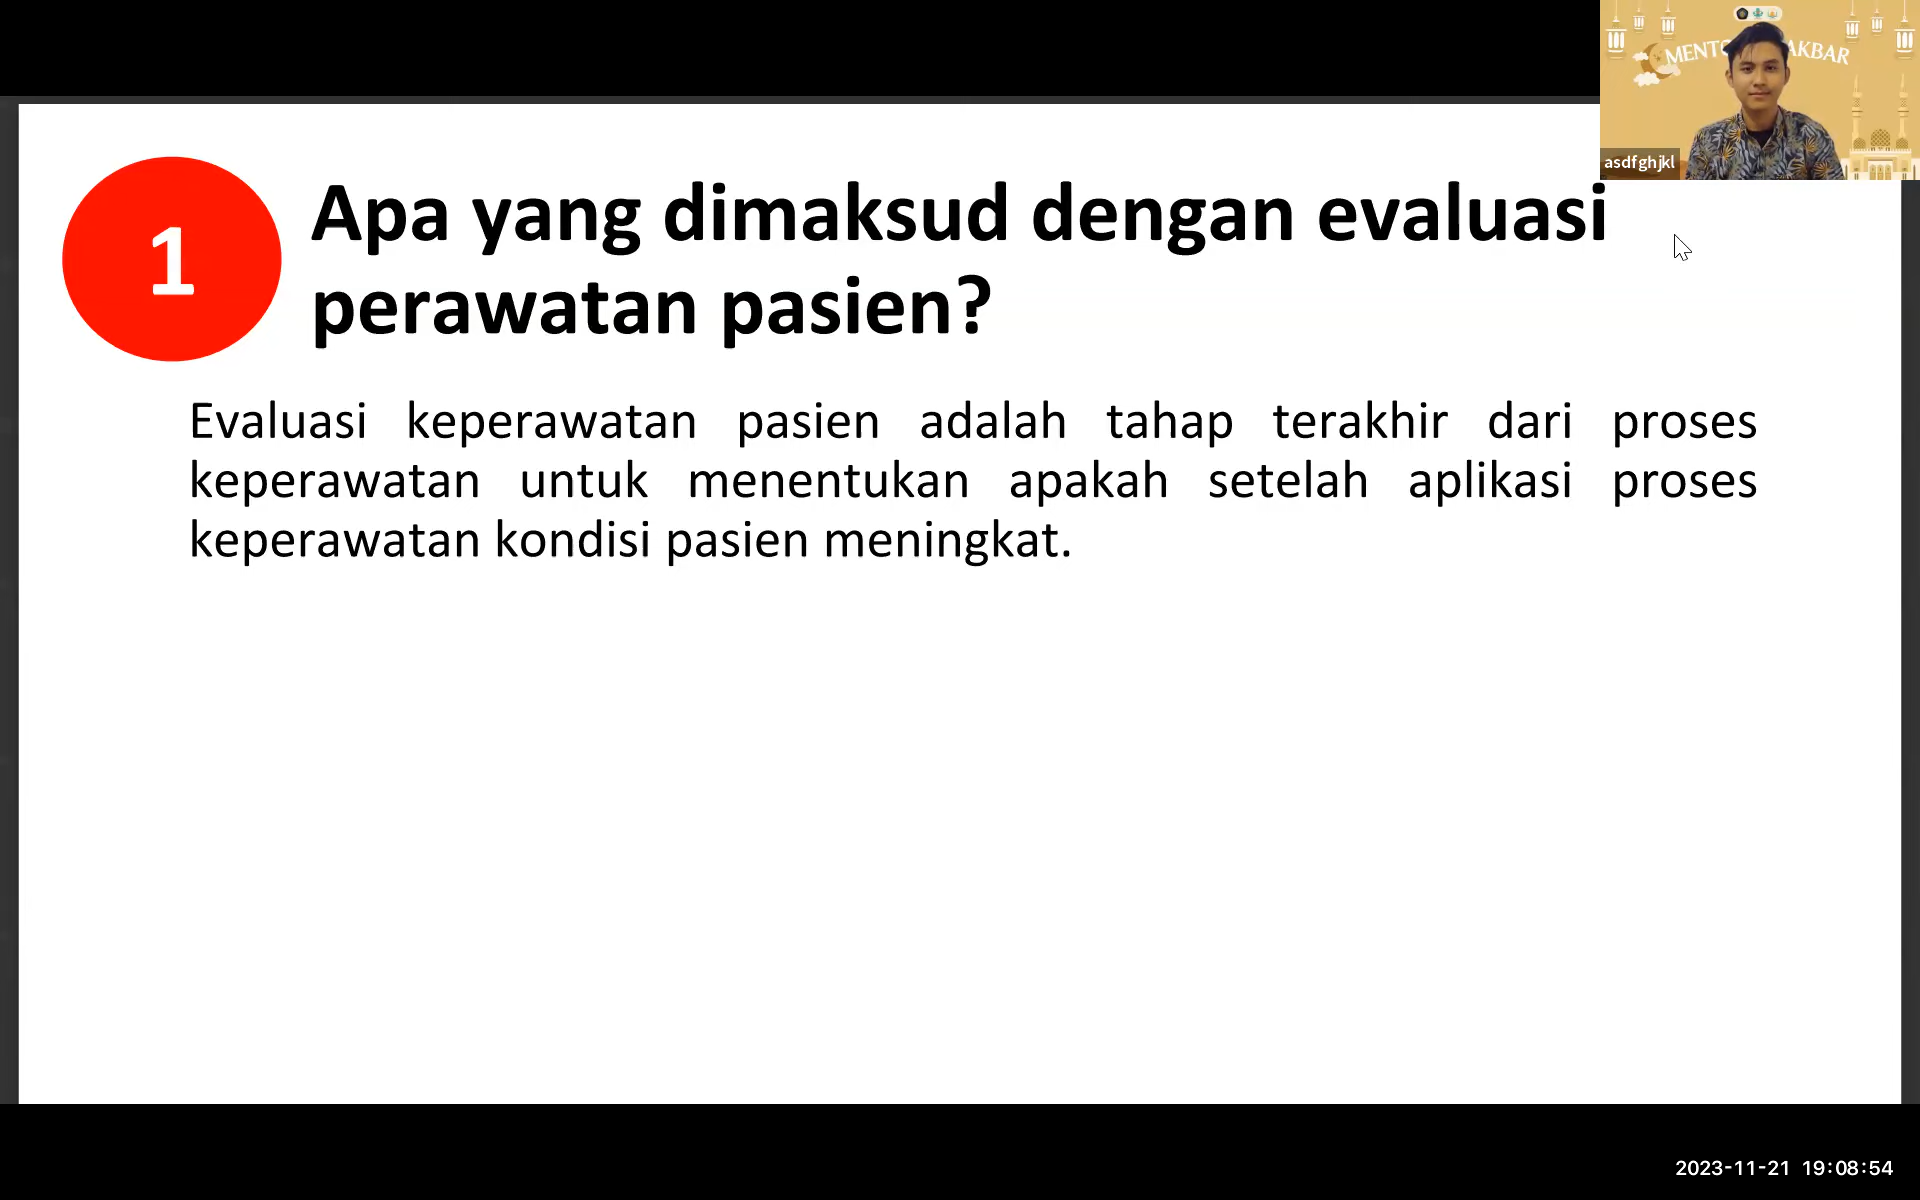 MENTO AKBAR
asdfghjkl
1
Apa yang dimaksud dengan evaluasi
perawatan pasien?
Evaluasi keperawatan pasien adalah tahap terakhir dari proses
keperawatan untuk menentukan apakah setelah aplikasi proses
keperawatan kondisi pasien meningkat.
2023-11-21 19:08:54